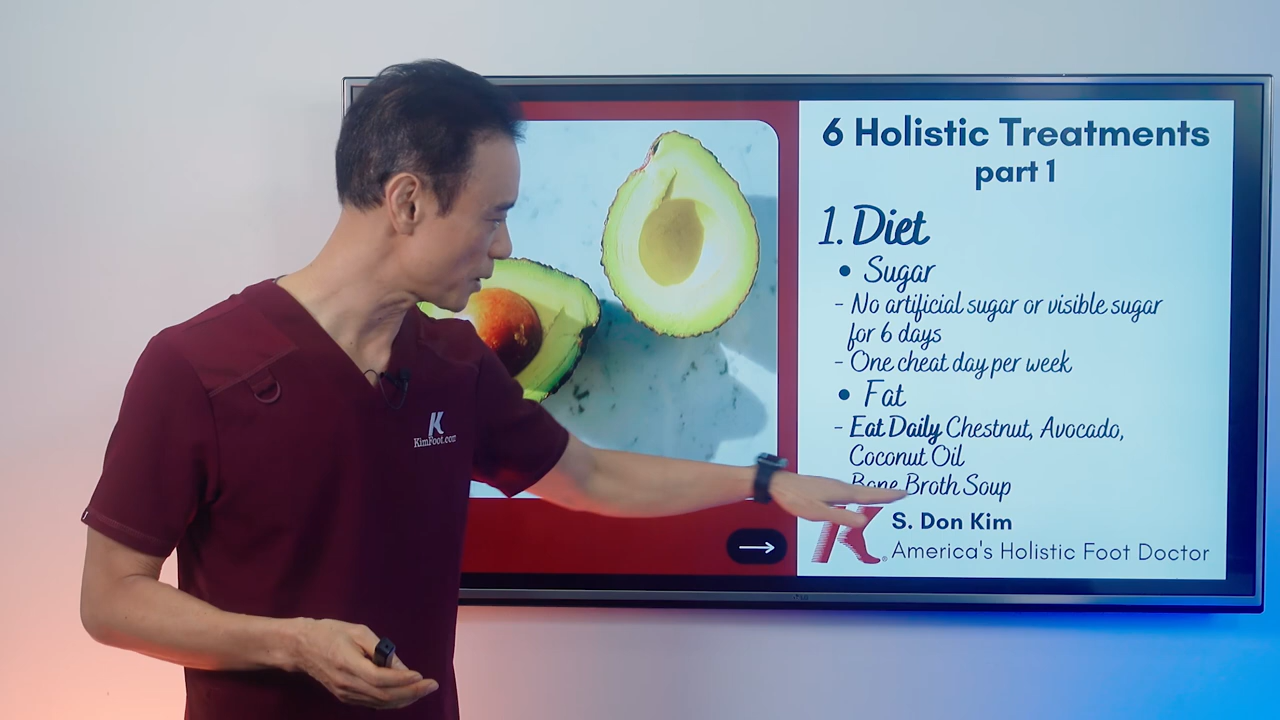 6 Holistic Treatments
part 1
1. Diet
• Sugar
- No artificial sugar or visible sugar
for 6 days
- One cheat day per week
• Fat
- Eat Daily Chestnut, Avocado,
Coconut Oil
Bone Broth Soup
K
S. Don Kim
America's Holistic Foot Doctor
K
KimFoot.com